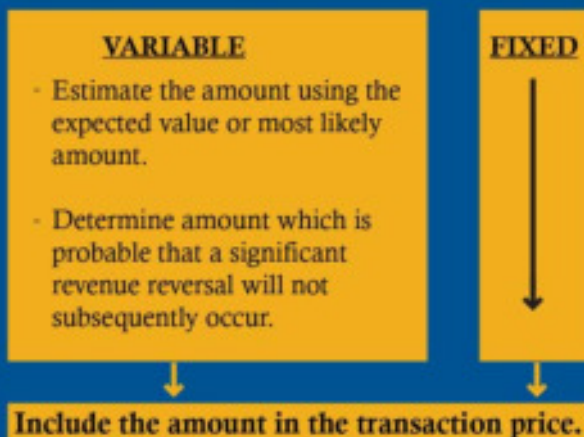 VARIABLE
- Estimate the amount using the
expected value or most likely
amount.
- Determine amount which is
probable that a significant
revenue reversal will not
subsequently occur.
FIXED
Include the amount in the transaction price.